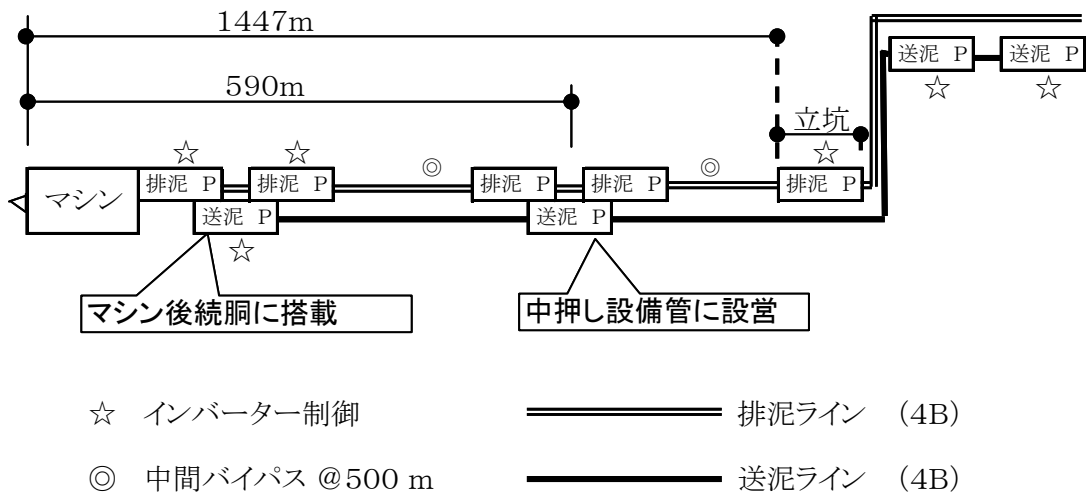 1447m
送泥 P 送泥 P
☆ ☆
590m
立坑
☆ ☆ ◎ ◎ ☆
マシン 排泥 P 排泥 P 排泥 P 排泥 P 排泥 P
送泥 P 送泥 P
☆
マシン後続胴に搭載 中押し設備管に設営
☆ インバーター制御 排泥ライン (4B)
◎ 中間バイパス @500 m 送泥ライン (4B)